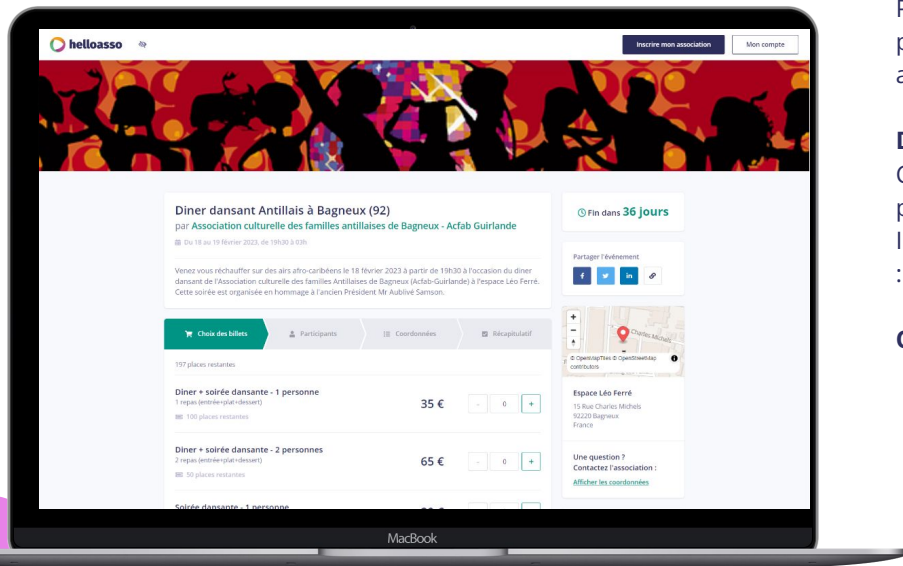 helloasso
Inscrire mon association
Mon compte
Diner dansant Antillais à Bagneux (92)
par Association culturelle des familles antillaises de Bagneux - Acfab Guirlande
Du 18 au 19 février 2023, de 19h30 à 03h
Venez vous réchauffer sur des airs afro-caribéens le 18 février 2023 à partir de 19h30 à l'occasion du diner
dansant de l'Association culturelle des familles Antillaises de Bagneux (Acfab-Guirlande) à l'espace Léo Ferré.
Cette soirée est organisée en hommage à l'ancien Président Mr Aublivé Samson.
Choix des billets
Participants
Coordonnées
Récapitulatif
197 places restantes
Diner + soirée dansante - 1 personne
1 repas (entrée+plat+dessert)
35 €
- 0 +
100 places restantes
Diner + soirée dansante - 2 personnes
2 repas (entrée+plat+dessert)
65 €
- 0 +
50 places restantes
Soirée dansante - 1 personne
Fin dans 36 jours
Partager l'événement
f
in
+
-
Charles Michels
© OpenMapTiles © OpenStreetMap
contributors
Espace Léo Ferré
15 Rue Charles Michels
92220 Bagneux
France
Une question ?
Contactez l'association :
Afficher les coordonnées
MacBook